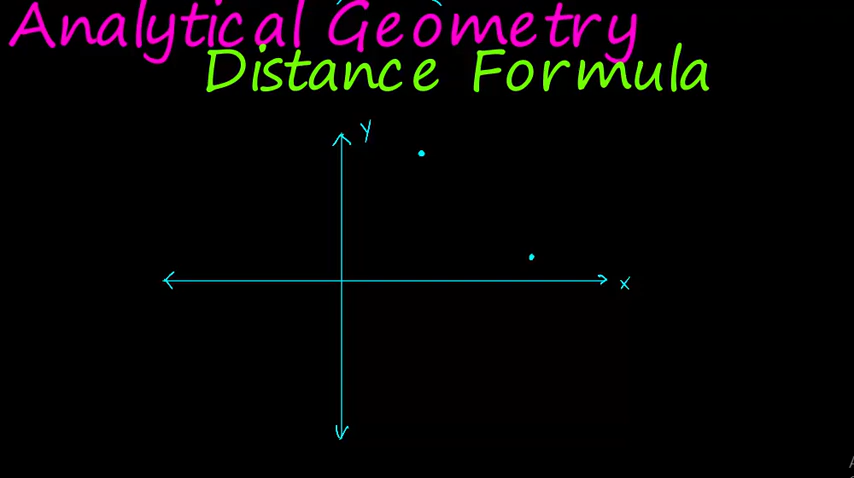 Analytical Geometry
Distance Formula
y
x